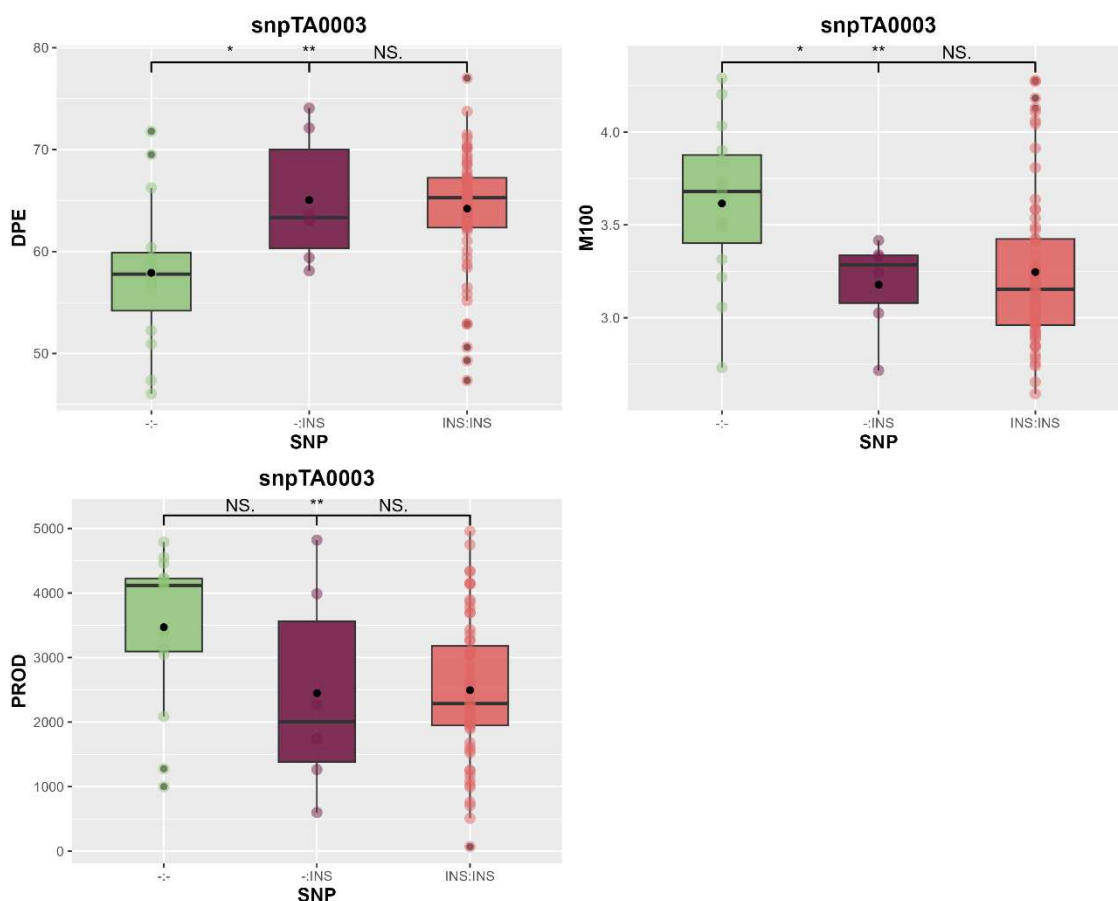 snpTA0003
* ** NS.
80
70
60
50
DPE
-:- -:INS INS:INS
SNP
snpTA0003
* ** NS.
4.0
3.5
3.0
M100
-:- -:INS INS:INS
SNP
snpTA0003
NS. ** NS.
5000
4000
3000
2000
1000
0
PROD
-:- -:INS INS:INS
SNP